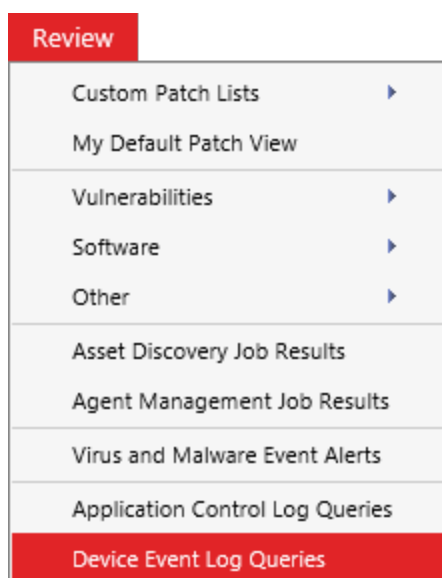 Review
Custom Patch Lists
My Default Patch View
Vulnerabilities
Software
Other
Asset Discovery Job Results
Agent Management Job Results
Virus and Malware Event Alerts
Application Control Log Queries
Device Event Log Queries